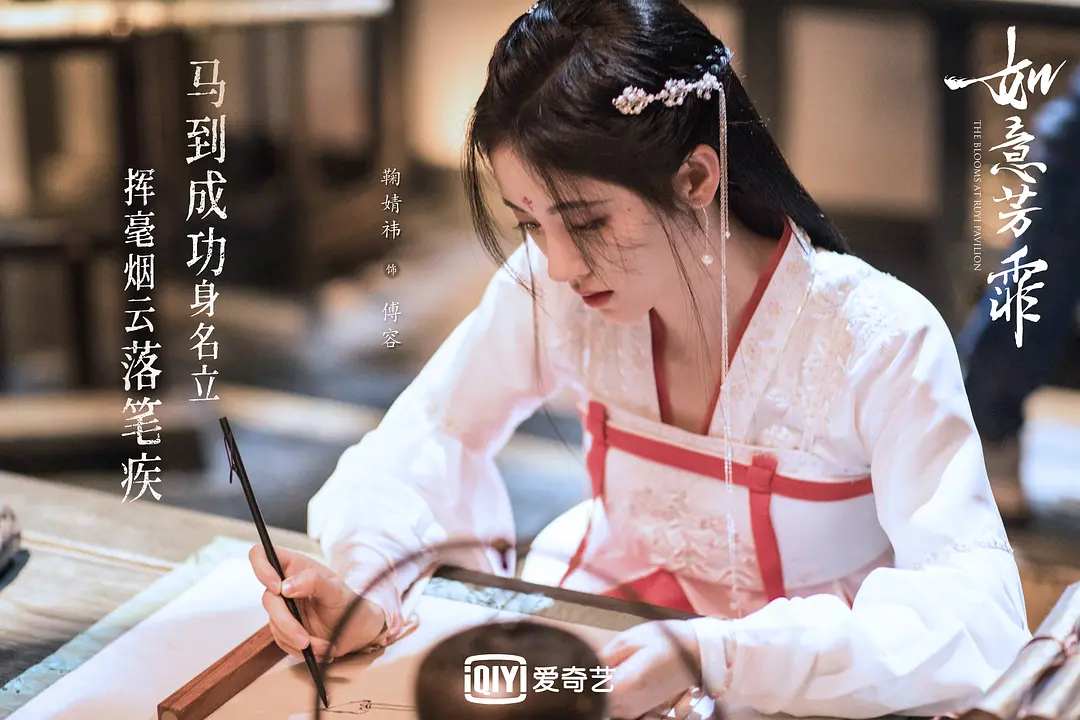 如意芳霏
THE BLOOMS AT RUYI PAVILION
鞠婧祎 饰 傅容
马到成功身名立
挥毫烟云落笔疾
iQIYI 爱奇艺